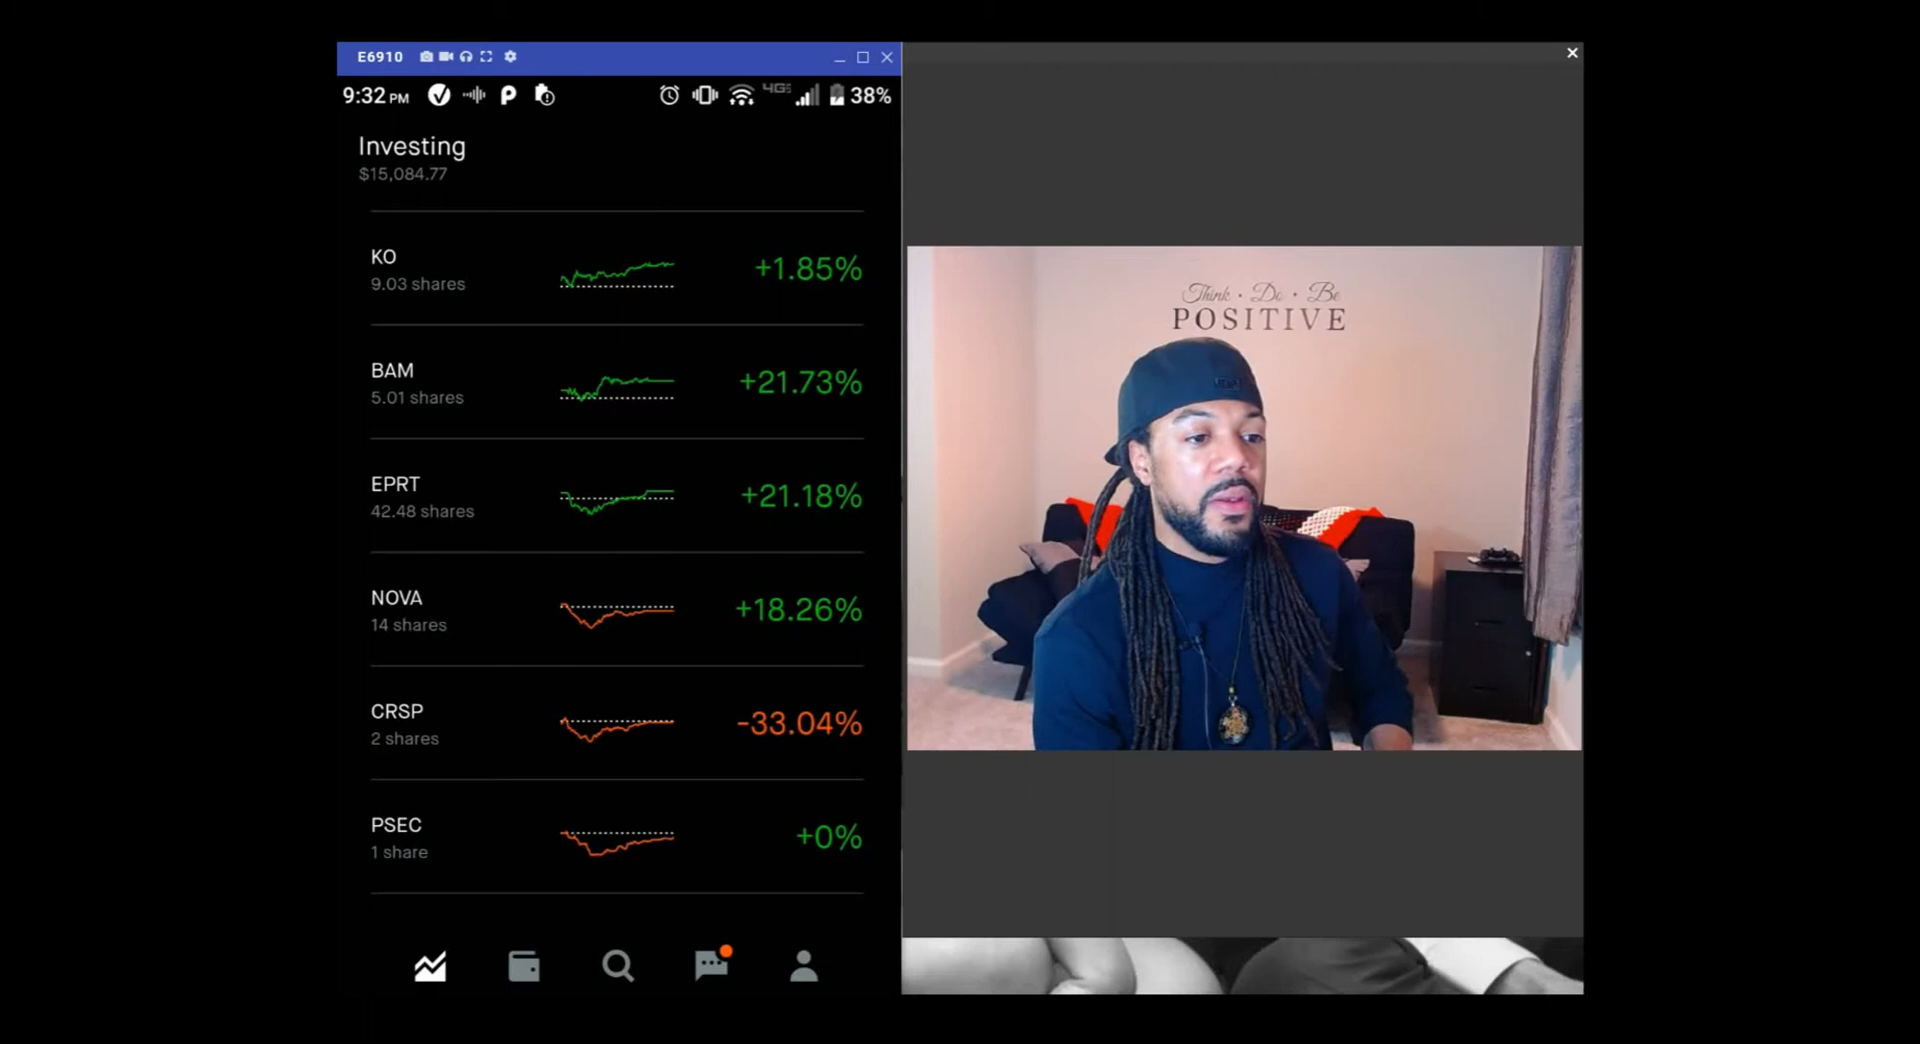 E6910
9:32 PM
4G
38%
Investing
$15,084.77
KO
9.03 shares
+1.85%
BAM
5.01 shares
+21.73%
EPRT
42.48 shares
+21.18%
NOVA
14 shares
+18.26%
CRSP
2 shares
-33.04%
PSEC
1 share
+0%
Think · Do · Be
POSITIVE